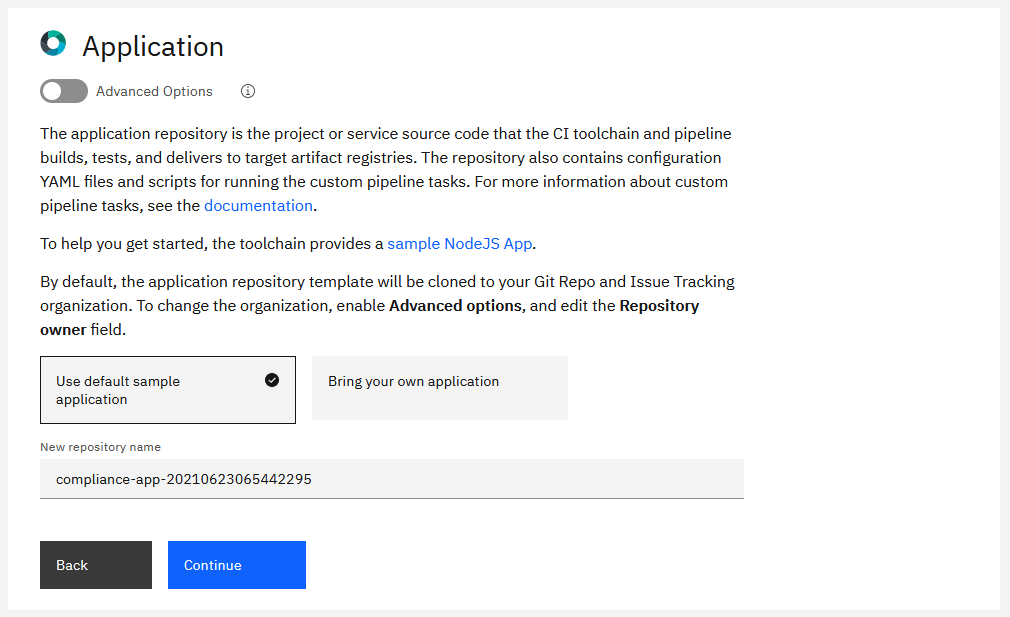 Application
Advanced Options
The application repository is the project or service source code that the CI toolchain and pipeline
builds, tests, and delivers to target artifact registries. The repository also contains configuration
YAML files and scripts for running the custom pipeline tasks. For more information about custom
pipeline tasks, see the documentation.
To help you get started, the toolchain provides a sample NodeJS App.
By default, the application repository template will be cloned to your Git Repo and Issue Tracking
organization. To change the organization, enable Advanced options, and edit the Repository
owner field.
Use default sample
application
Bring your own application
New repository name
compliance-app-20210623065442295
Back
Continue